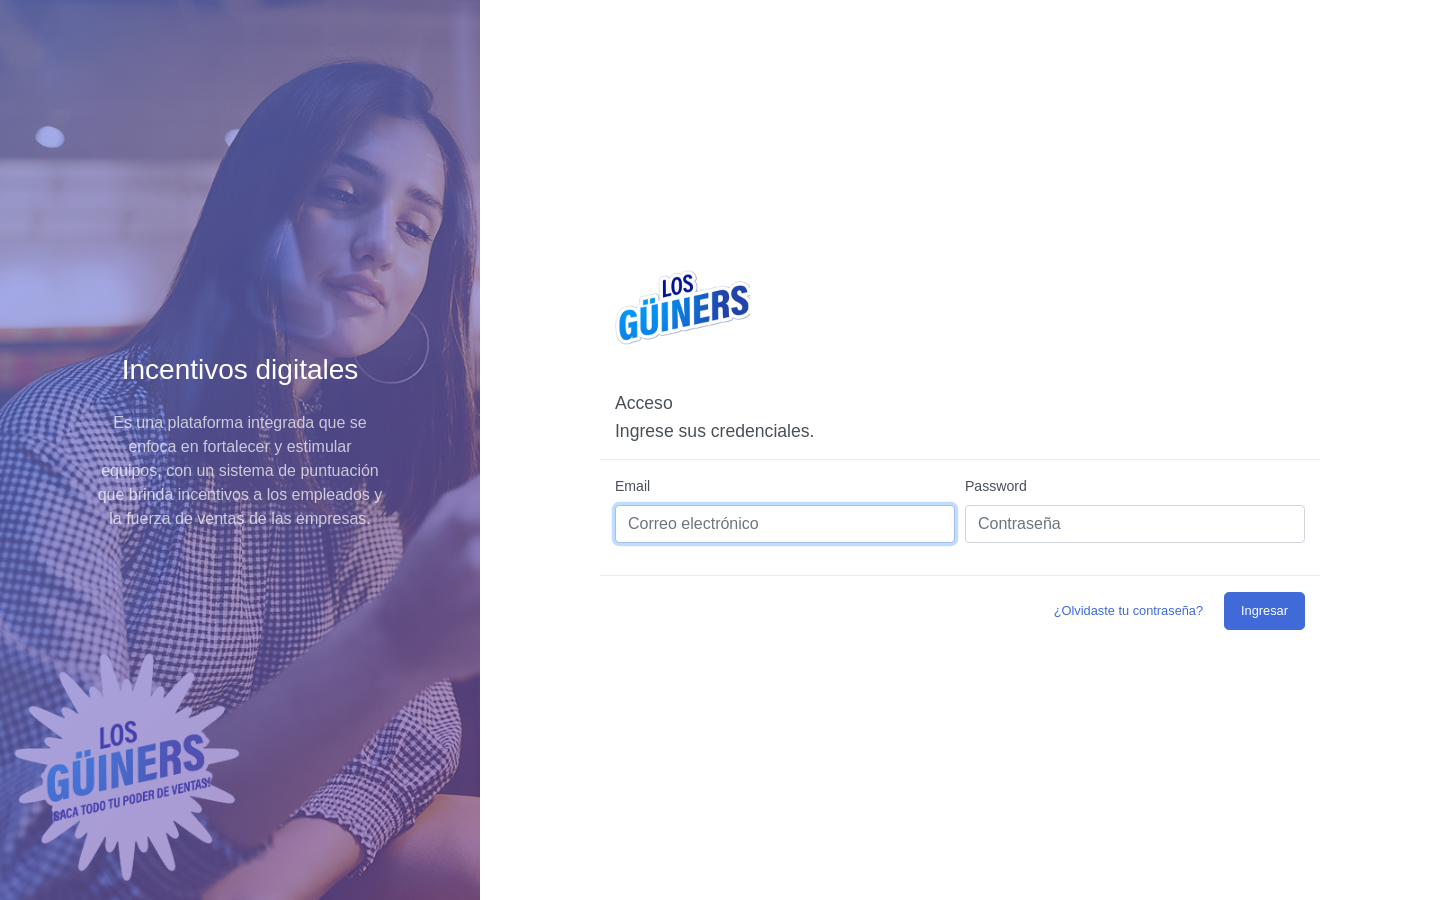 Incentivos digitales
Es una plataforma integrada que se
enfoca en fortalecer y estimular
equipos, con un sistema de puntuación
que brinda incentivos a los empleados y
la fuerza de ventas de las empresas.
LOS
GÜINERS
¡SACA TODO TU PODER DE VENTAS!
LOS
GÜINERS
Acceso
Ingrese sus credenciales.
Email
Password
Correo electrónico
Contraseña
¿Olvidaste tu contraseña?
Ingresar